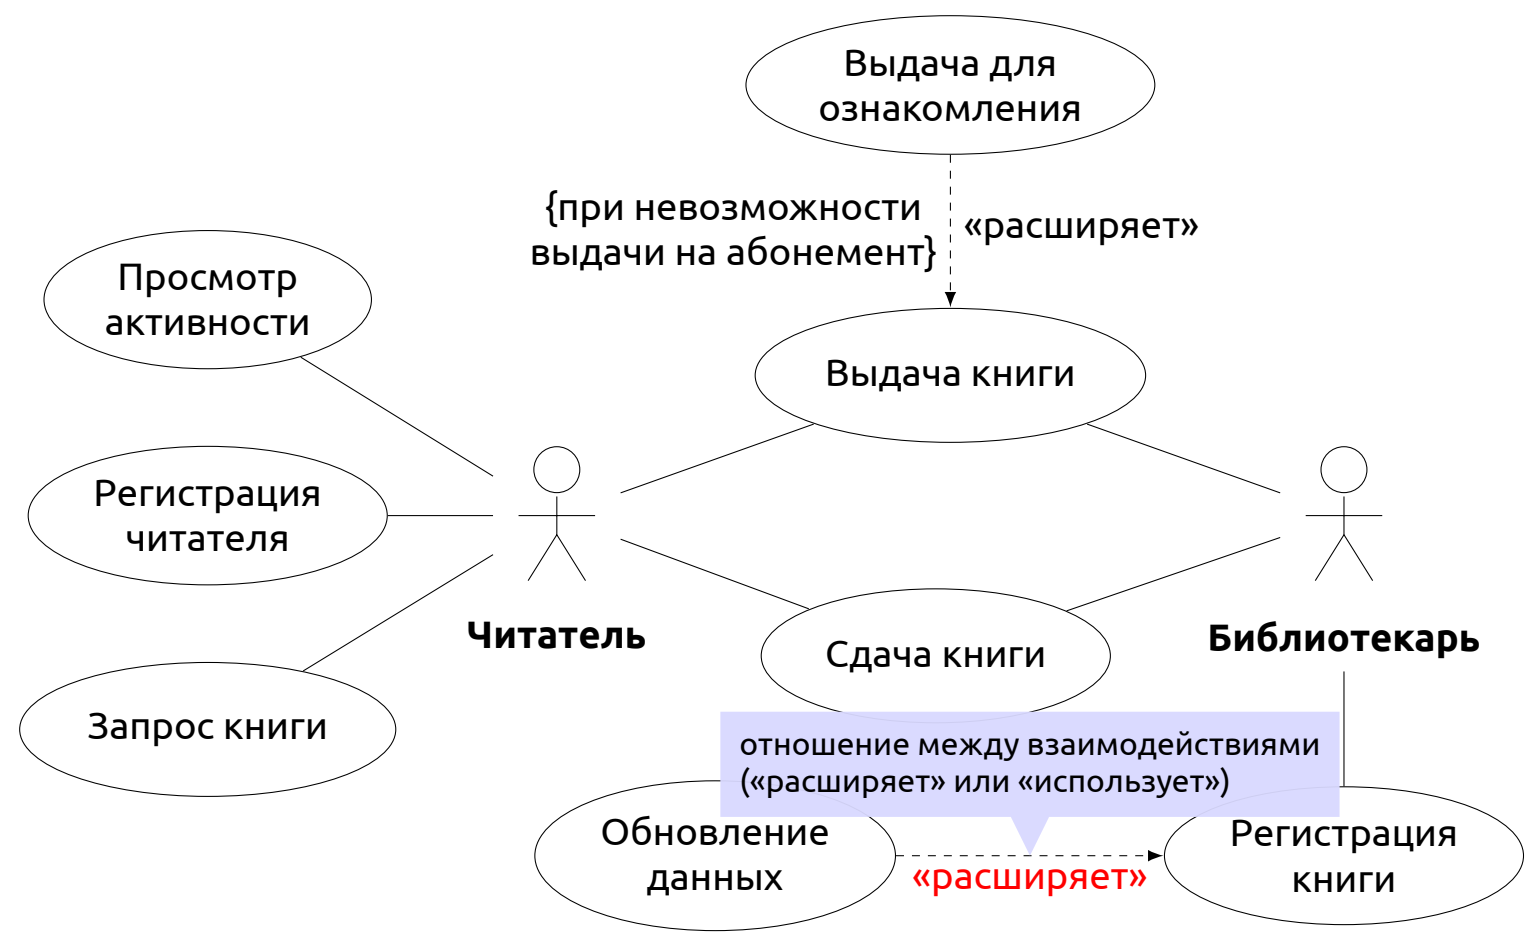 Выдача для
ознакомления
{при невозможности
выдачи на абонемент}
«расширяет»
Просмотр
активности
Выдача книги
Регистрация
читателя
Читатель
Библиотекарь
Сдача книги
Запрос книги
отношение между взаимодействиями
(«расширяет» или «использует»)
Обновление
данных
«расширяет»
Регистрация
книги